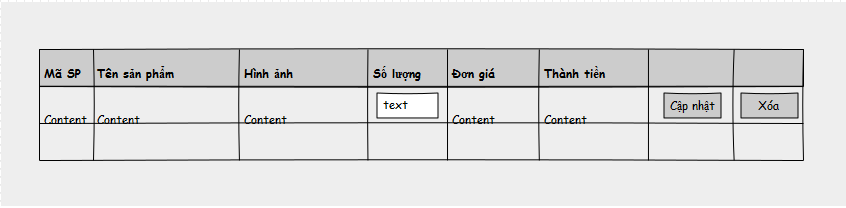 Mã SP Tên sản phẩm Hình ảnh Số lượng Đơn giá Thành tiền
Content Content Content text Content Content Cập nhật Xóa